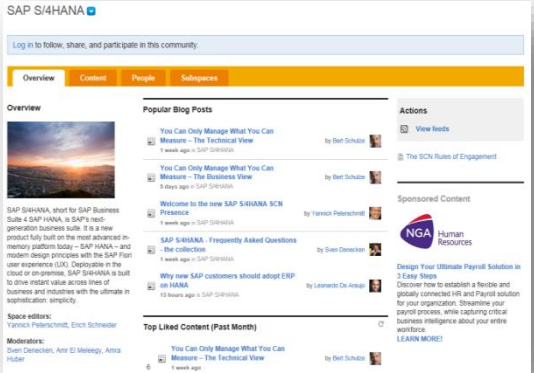 SAP S/4HANA
Log in to follow, share, and participate in this community.
Overview
Content
People
Subspaces
Overview
SAP S/4HANA, short for SAP Business
Suite 4 SAP HANA, is SAP's next-
generation business suite. It is a new
product fully built on the most advanced in-
memory platform today – SAP HANA – and
modern design principles with the SAP Fiori
user experience (UX). Deployable in the
cloud or on-premise, SAP S/4HANA is built
to drive instant value across lines of
business and industries with the ultimate in
sophistication: simplicity.
Space editors:
Yannick Peterschmitt, Erich Schneider
Moderators:
Sven Denecken, Amr El Meleegy, Amra
Huber
Popular Blog Posts
You Can Only Manage What You Can
Measure – The Technical View
1 week ago in SAP S/4HANA
by Bert Schulze
You Can Only Manage What You Can
Measure – The Business View
5 days ago in SAP S/4HANA
by Bert Schulze
Welcome to the new SAP S/4HANA SCN
Presence
1 week ago in SAP S/4HANA
by Yannick Peterschmitt
SAP S/4HANA - Frequently Asked Questions
- the collection
1 week ago in SAP S/4HANA
by Sven Denecken
Why new SAP customers should adopt ERP
on HANA
13 hours ago in SAP S/4HANA
by Leonardo De Araujo
Top Liked Content (Past Month)
You Can Only Manage What You Can
6
Measure – The Technical View
1 week ago
by Bert Schulze
Actions
View feeds
The SCN Rules of Engagement
Sponsored Content
NGA Human
Resources
Design Your Ultimate Payroll Solution in
3 Easy Steps
Discover how to establish a flexible and
globally connected HR and Payroll solution
for your organization. Streamline your
payroll process, while capturing critical
business intelligence about your entire
workforce.
LEARN MORE!